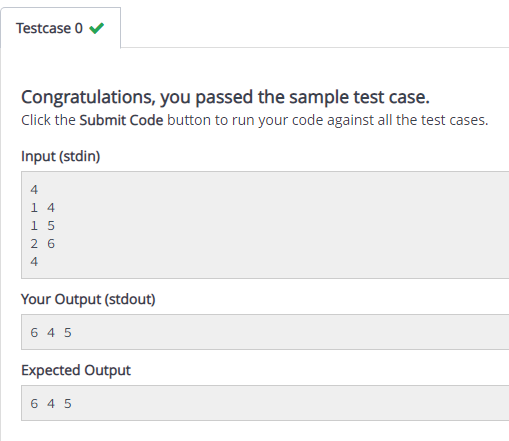 Testcase 0
Congratulations, you passed the sample test case.
Click the Submit Code button to run your code against all the test cases.
Input (stdin)
4
1 4
1 5
2 6
4
Your Output (stdout)
6 4 5
Expected Output
6 4 5